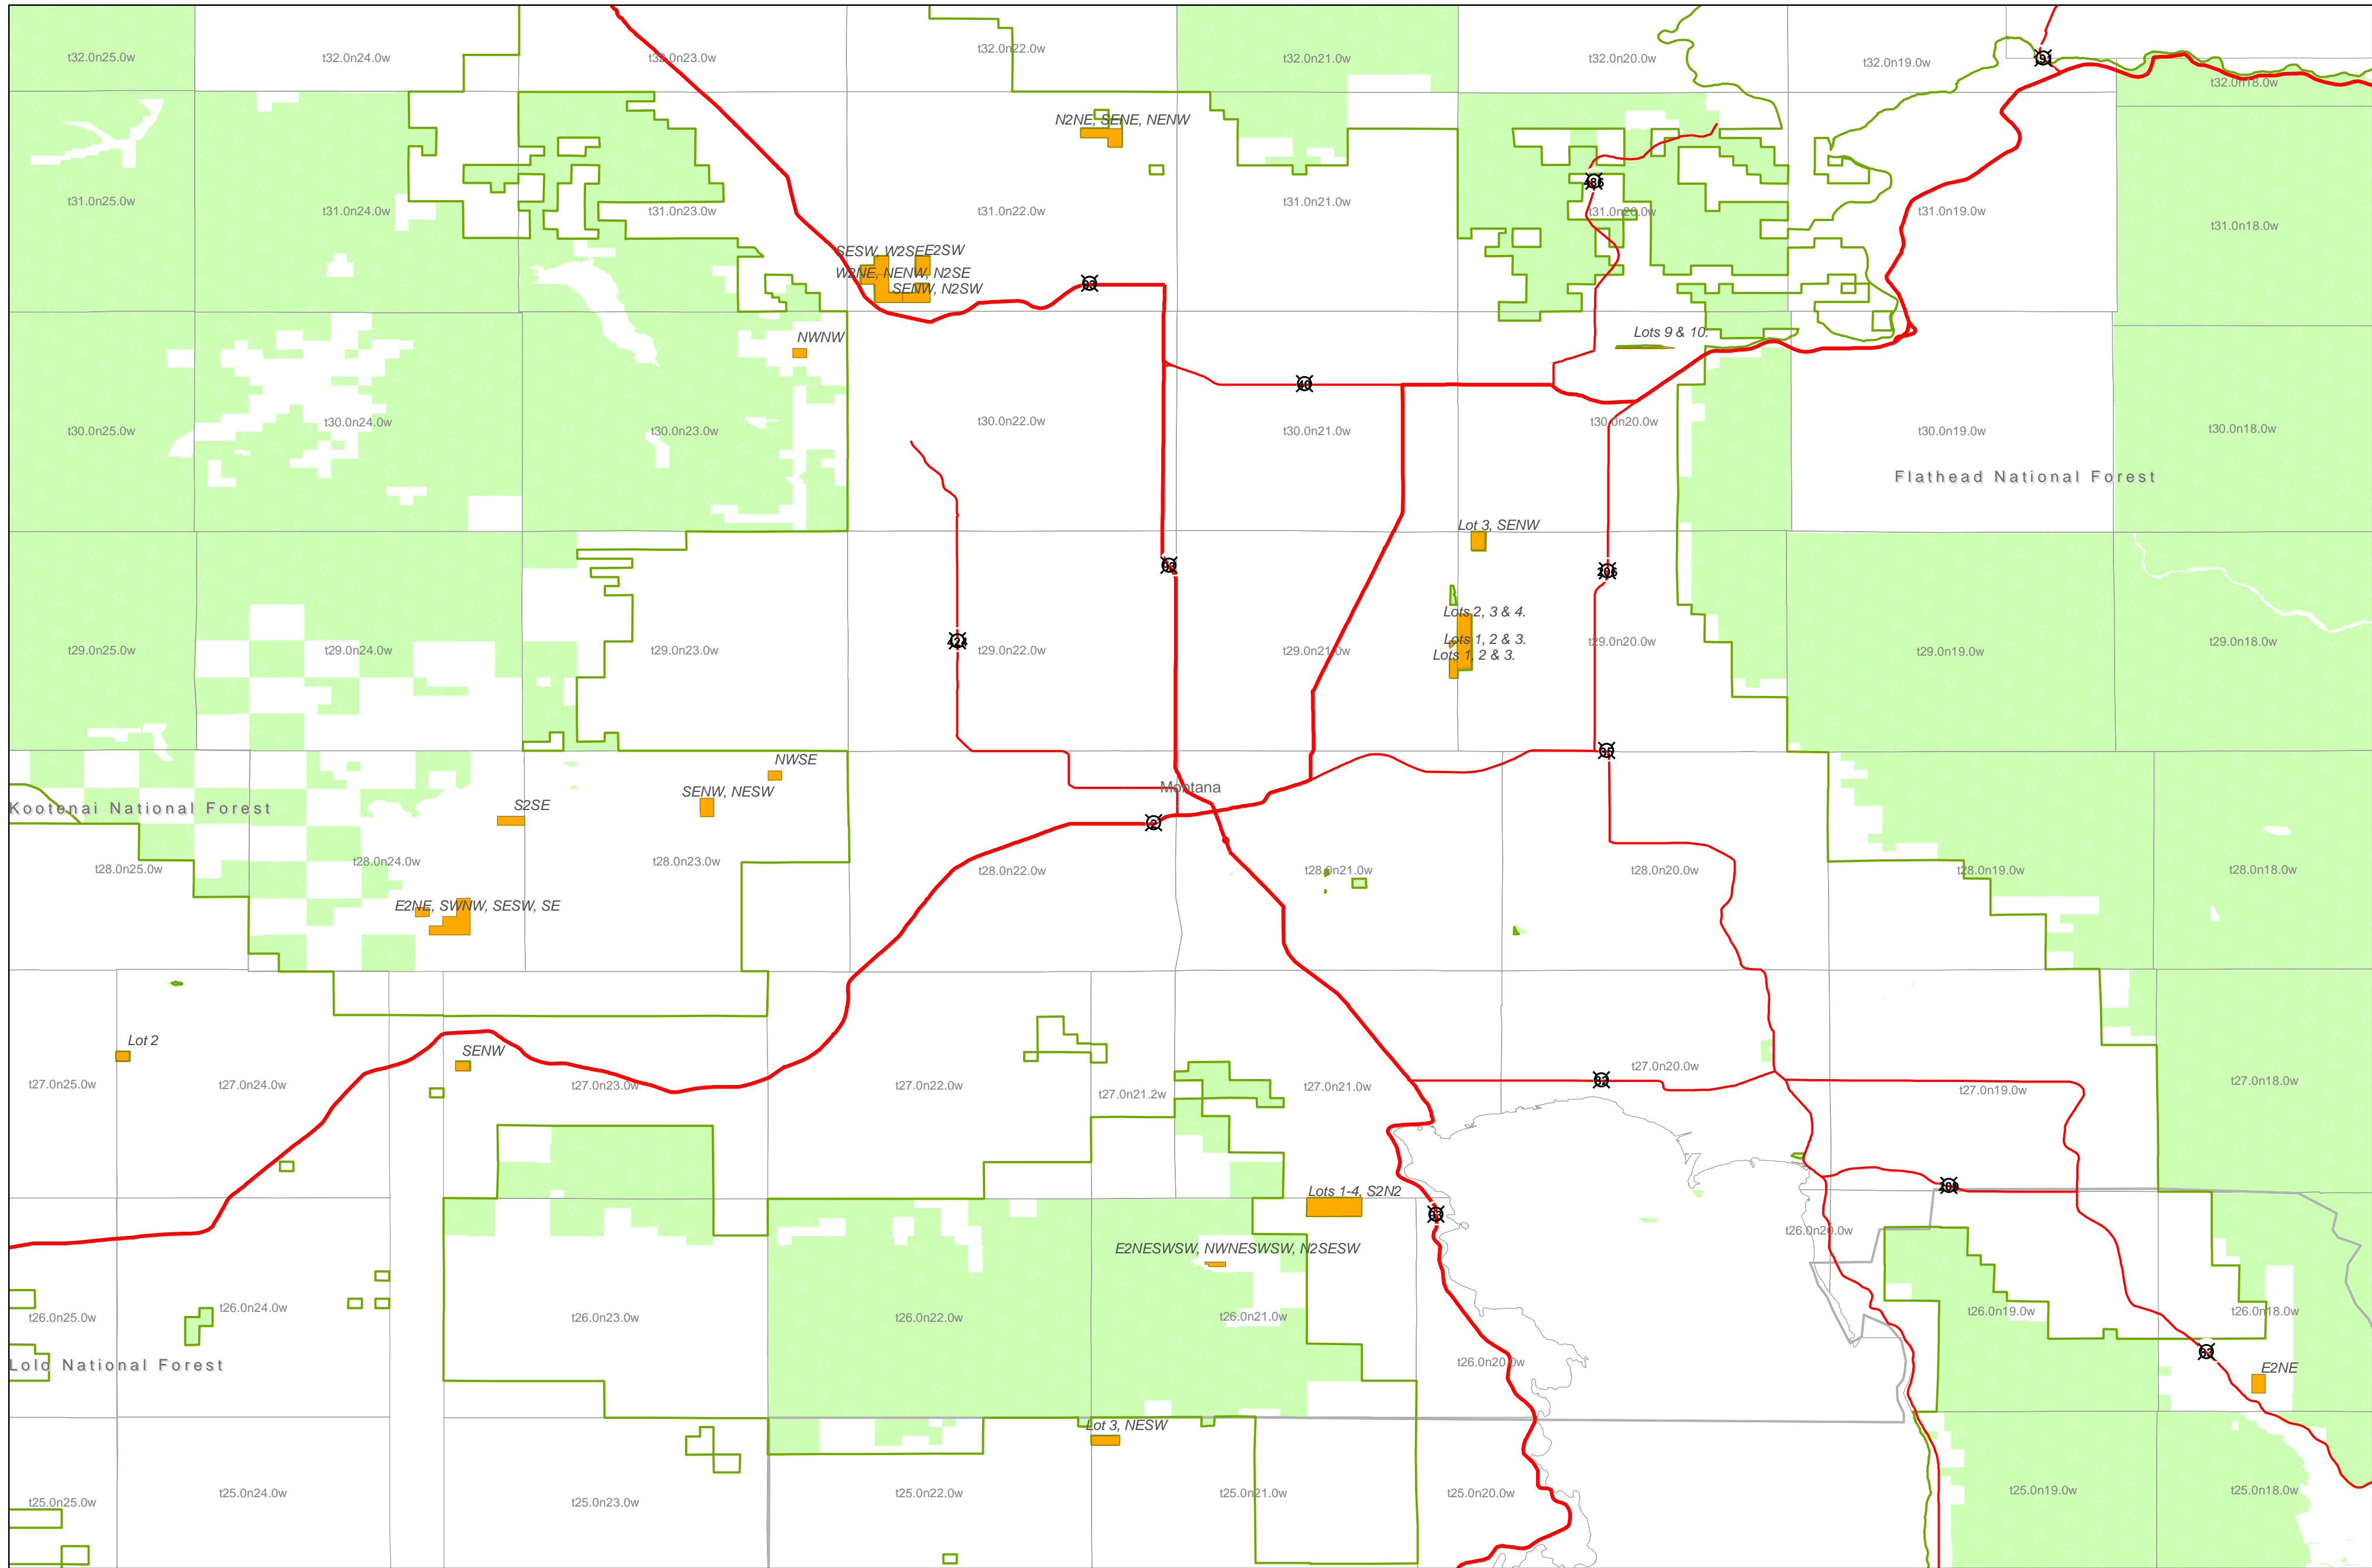 t32.0n25.0w
t32.0n24.0w
t32.0n23.0w
t32.0n22.0w
t32.0n21.0w
t32.0n20.0w
t32.0n19.0w
t32.0n18.0w
N2NE, SENE, NENW
t31.0n25.0w
t31.0n24.0w
t31.0n23.0w
t31.0n22.0w
t31.0n21.0w
486
t31.0n20.0w
t31.0n19.0w
t31.0n18.0w
SESW, W2SE
E2SW
W2NE, NENW, N2SE
SENW, N2SW
93
NWNW
Lots 9 & 10.
40
t30.0n25.0w
t30.0n24.0w
t30.0n23.0w
t30.0n22.0w
t30.0n21.0w
t30.0n20.0w
t30.0n19.0w
t30.0n18.0w
Flathead National Forest
Lot 3, SENW
93
206
Lots 2, 3 & 4.
424
Lots 1, 2 & 3.
Lots 1, 2 & 3.
t29.0n25.0w
t29.0n24.0w
t29.0n23.0w
t29.0n22.0w
t29.0n21.0w
t29.0n20.0w
t29.0n19.0w
t29.0n18.0w
35
NWSE
Montana
SENW, NESW
S2SE
Kootenai National Forest
2
t28.0n25.0w
t28.0n24.0w
t28.0n23.0w
t28.0n22.0w
t28.0n21.0w
t28.0n20.0w
t28.0n19.0w
t28.0n18.0w
E2NE, SWNW, SESW, SE
Lot 2
SENW
t27.0n25.0w
t27.0n24.0w
t27.0n23.0w
t27.0n22.0w
t27.0n21.2w
t27.0n21.0w
t27.0n20.0w
82
t27.0n19.0w
t27.0n18.0w
Lots 1-4, S2N2
209
93
t26.0n20.0w
E2NESWSW, NWNESWSW, N2SESW
t26.0n25.0w
t26.0n24.0w
t26.0n23.0w
t26.0n22.0w
t26.0n21.0w
t26.0n20.0w
t26.0n19.0w
t26.0n18.0w
83
Lolo National Forest
E2NE
Lot 3, NESW
t25.0n25.0w
t25.0n24.0w
t25.0n23.0w
t25.0n22.0w
t25.0n21.0w
t25.0n20.0w
t25.0n19.0w
t25.0n18.0w